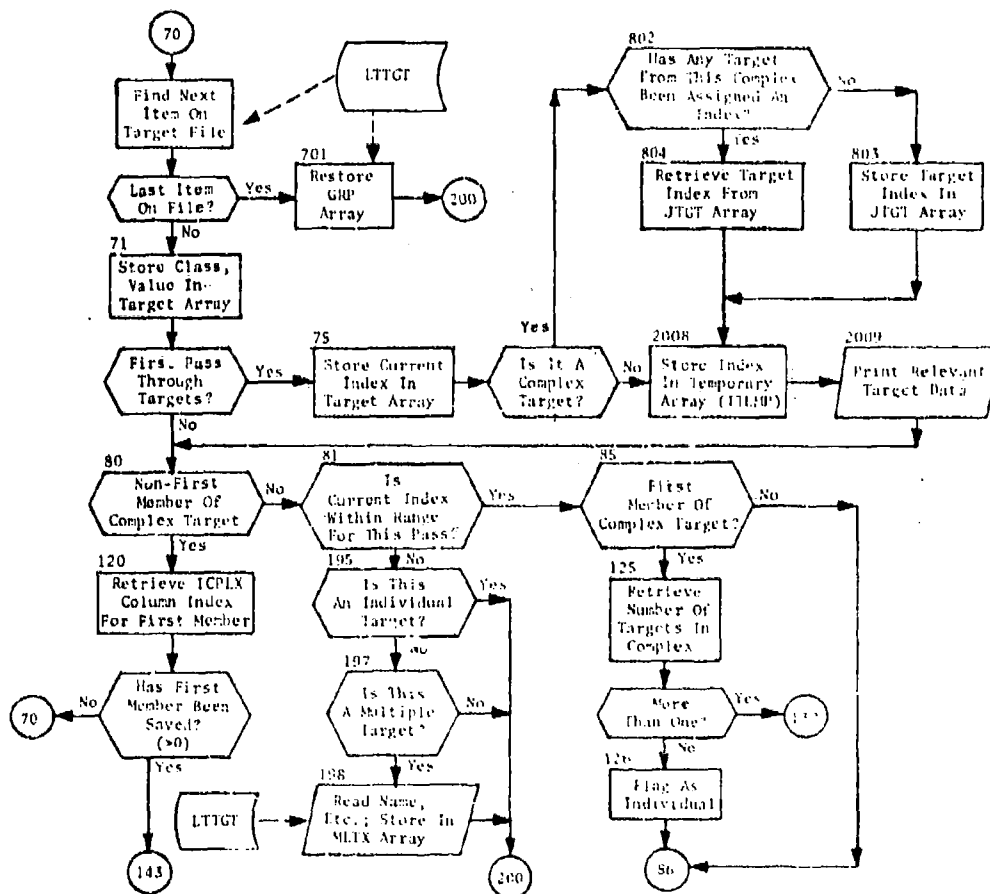 70
Find Next
Item On
Target File
LTTGT
Last Item
On File?
Yes
No
701
Restore
GRP
Array
200
71
Store Class,
Value In
Target Array
802
Has Any Target
From This Complex
Been Assigned An
Index?
No
Yes
804
Retrieve Target
Index From
JTGT Array
803
Store Target
Index In
JTGT Array
Firs. Pass
Through
Targets?
Yes
No
75
Store Current
Index In
Target Array
Is It A
Complex
Target?
Yes
No
2008
Store Index
In Temporary
Array
2009
Print Relevant
Target Data
80
Non-First
Member Of
Complex Target
No
Yes
81
Is
Current Index
Within Range
For This Pass?
Yes
No
85
First
Member Of
Complex Target?
No
Yes
120
Retrieve ICPLX
Column Index
For First Member
195
Is This
An Individual
Target?
Yes
No
125
Retrieve
Number Of
Targets In
Complex
Has First
Member Been
Saved?
(>0)
No
70
Yes
197
Is This
A Multiple
Target?
No
Yes
More
Than One?
Yes
No
126
Flag As
Individual
198
LTTGT
Read Name,
Etc.; Store In
MLTX Array
143
200
86